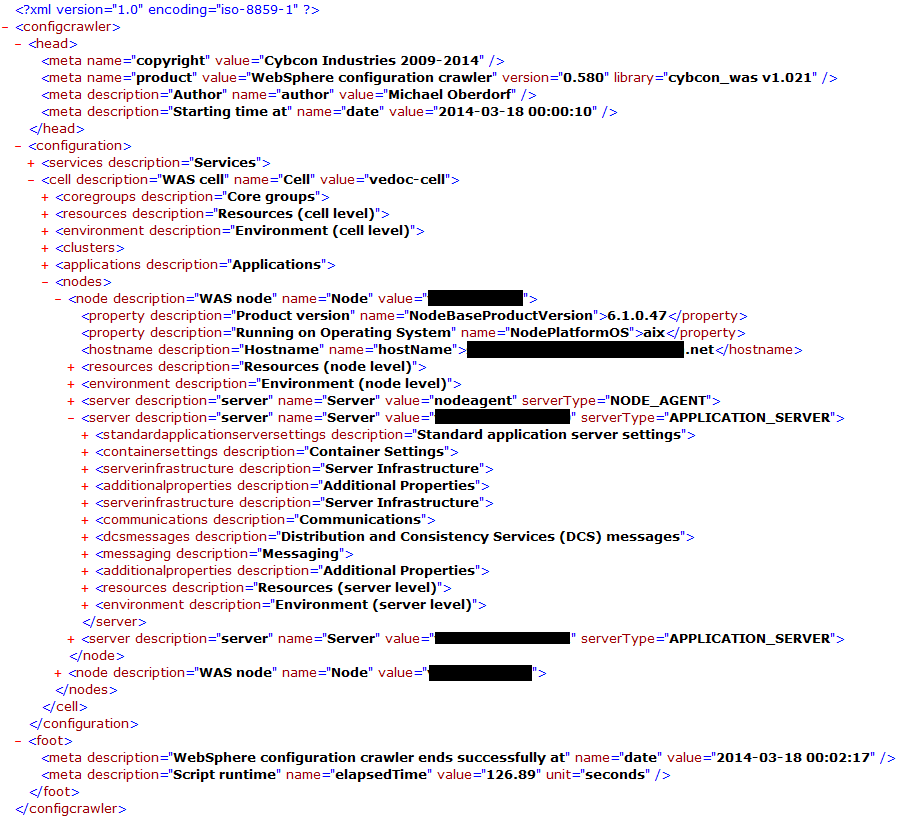 <?xml version="1.0" encoding="iso-8859-1" ?>
- <configcrawler>
- <head>
<meta name="copyright" value="Cybcon Industries 2009-2014" />
<meta name="product" value="WebSphere configuration crawler" version="0.580" library="cybcon_was v1.021" />
<meta description="Author" name="author" value="Michael Oberdorf" />
<meta description="Starting time at" name="date" value="2014-03-18 00:00:10" />
</head>
- <configuration>
+ <services description="Services">
- <cell description="WAS cell" name="Cell" value="vedoc-cell">
+ <coregroups description="Core groups">
+ <resources description="Resources (cell level)">
+ <environment description="Environment (cell level)">
+ <clusters>
+ <applications description="Applications">
- <nodes>
- <node description="WAS node" name="Node" value="">
<property description="Product version" name="NodeBaseProductVersion">6.1.0.47</property>
<property description="Running on Operating System" name="NodePlatformOS">aix</property>
<hostname description="Hostname" name="hostName">.net</hostname>
+ <resources description="Resources (node level)">
+ <environment description="Environment (node level)">
+ <server description="server" name="Server" value="nodeagent" serverType="NODE_AGENT">
- <server description="server" name="Server" value="" serverType="APPLICATION_SERVER">
+ <standardapplicationserversettings description="Standard application server settings">
+ <containersettings description="Container Settings">
+ <serverinfrastructure description="Server Infrastructure">
+ <additionalproperties description="Additional Properties">
+ <serverinfrastructure description="Server Infrastructure">
+ <communications description="Communications">
+ <dcsmessages description="Distribution and Consistency Services (DCS) messages">
+ <messaging description="Messaging">
+ <additionalproperties description="Additional Properties">
+ <resources description="Resources (server level)">
+ <environment description="Environment (server level)">
</server>
+ <server description="server" name="Server" value="" serverType="APPLICATION_SERVER">
</node>
+ <node description="WAS node" name="Node" value="">
</nodes>
</cell>
</configuration>
- <foot>
<meta description="WebSphere configuration crawler ends successfully at" name="date" value="2014-03-18 00:02:17" />
<meta description="Script runtime" name="elapsedTime" value="126.89" unit="seconds" />
</foot>
</configcrawler>